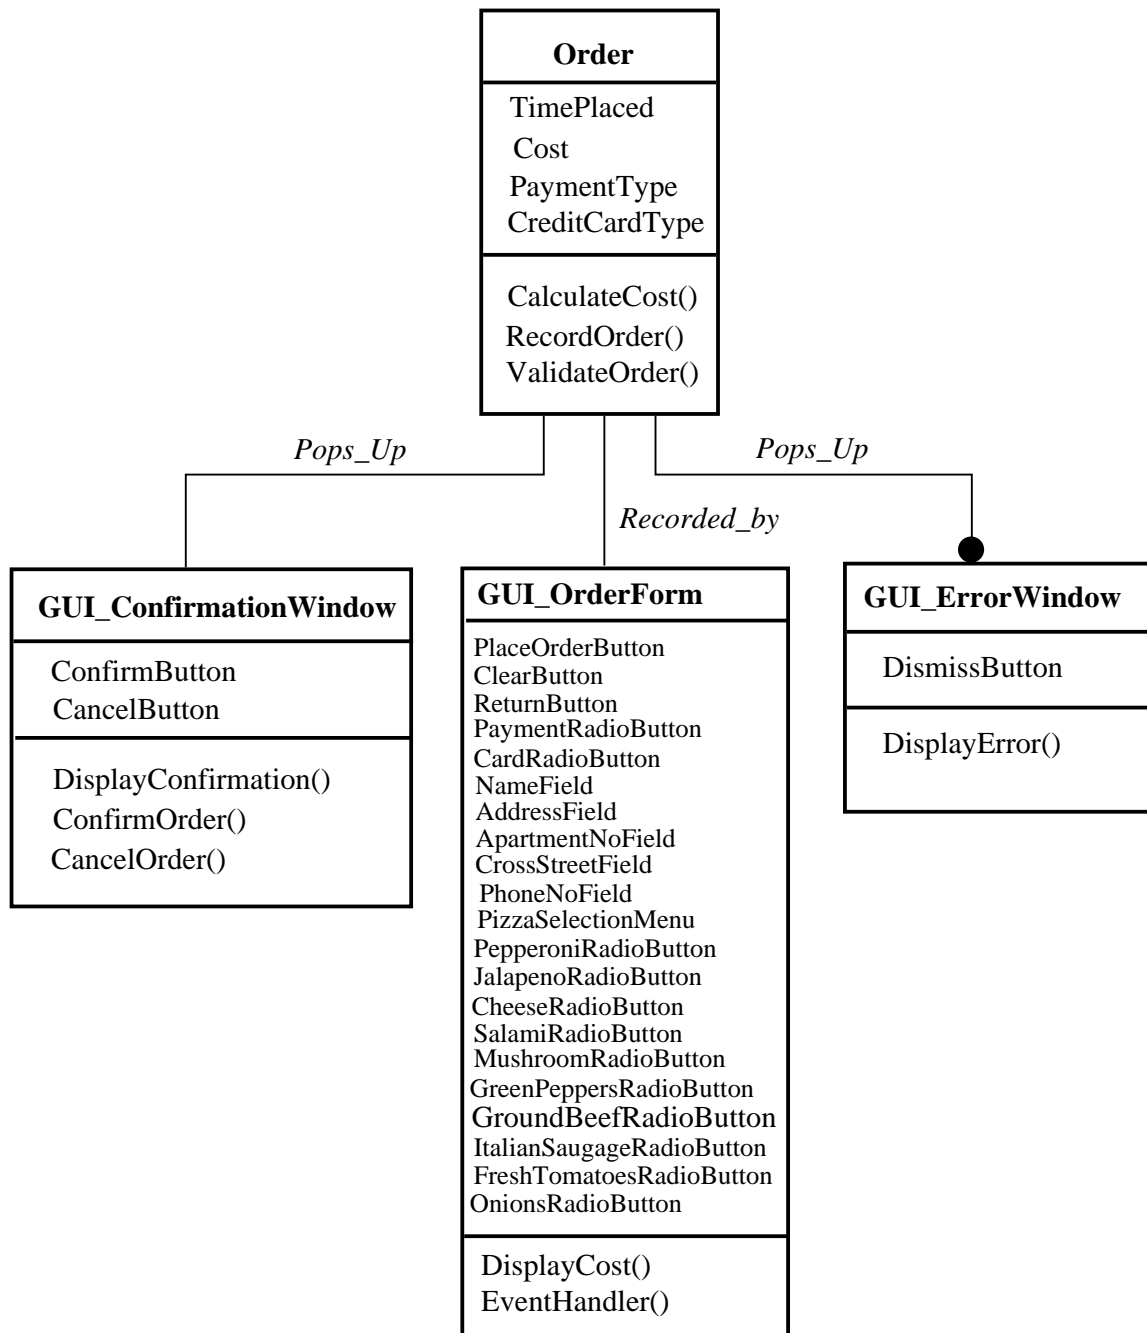 Order
TimePlaced
Cost
PaymentType
CreditCardType
CalculateCost()
RecordOrder()
ValidateOrder()
Pops_Up
Pops_Up
Recorded_by
GUI_ConfirmationWindow
ConfirmButton
CancelButton
DisplayConfirmation()
ConfirmOrder()
CancelOrder()
GUI_OrderForm
PlaceOrderButton
ClearButton
ReturnButton
PaymentRadioButton
CardRadioButton
NameField
AddressField
ApartmentNoField
CrossStreetField
PhoneNoField
PizzaSelectionMenu
PepperoniRadioButton
JalapenoRadioButton
CheeseRadioButton
SalamiRadioButton
MushroomRadioButton
GreenPeppersRadioButton
GroundBeefRadioButton
ItalianSaugageRadioButton
FreshTomatoesRadioButton
OnionsRadioButton
DisplayCost()
EventHandler()
GUI_ErrorWindow
DismissButton
DisplayError()